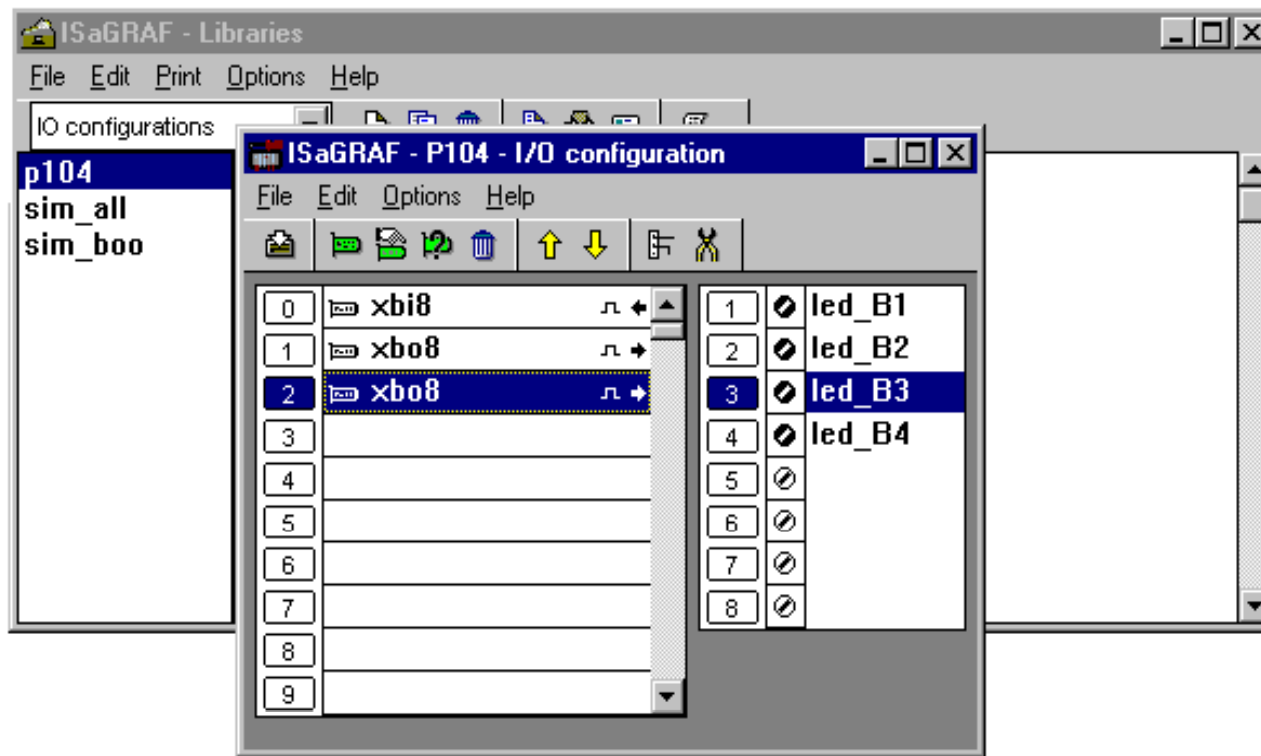 ISaGRAF - Libraries
File Edit Print Options Help
IO configurations
p104
sim_all
sim_boo
ISaGRAF - P104 - I/O configuration
File Edit Options Help
0 xbi8
1 xbo8
2 xbo8
3
4
5
6
7
8
9
1 led_B1
2 led_B2
3 led_B3
4 led_B4
5
6
7
8